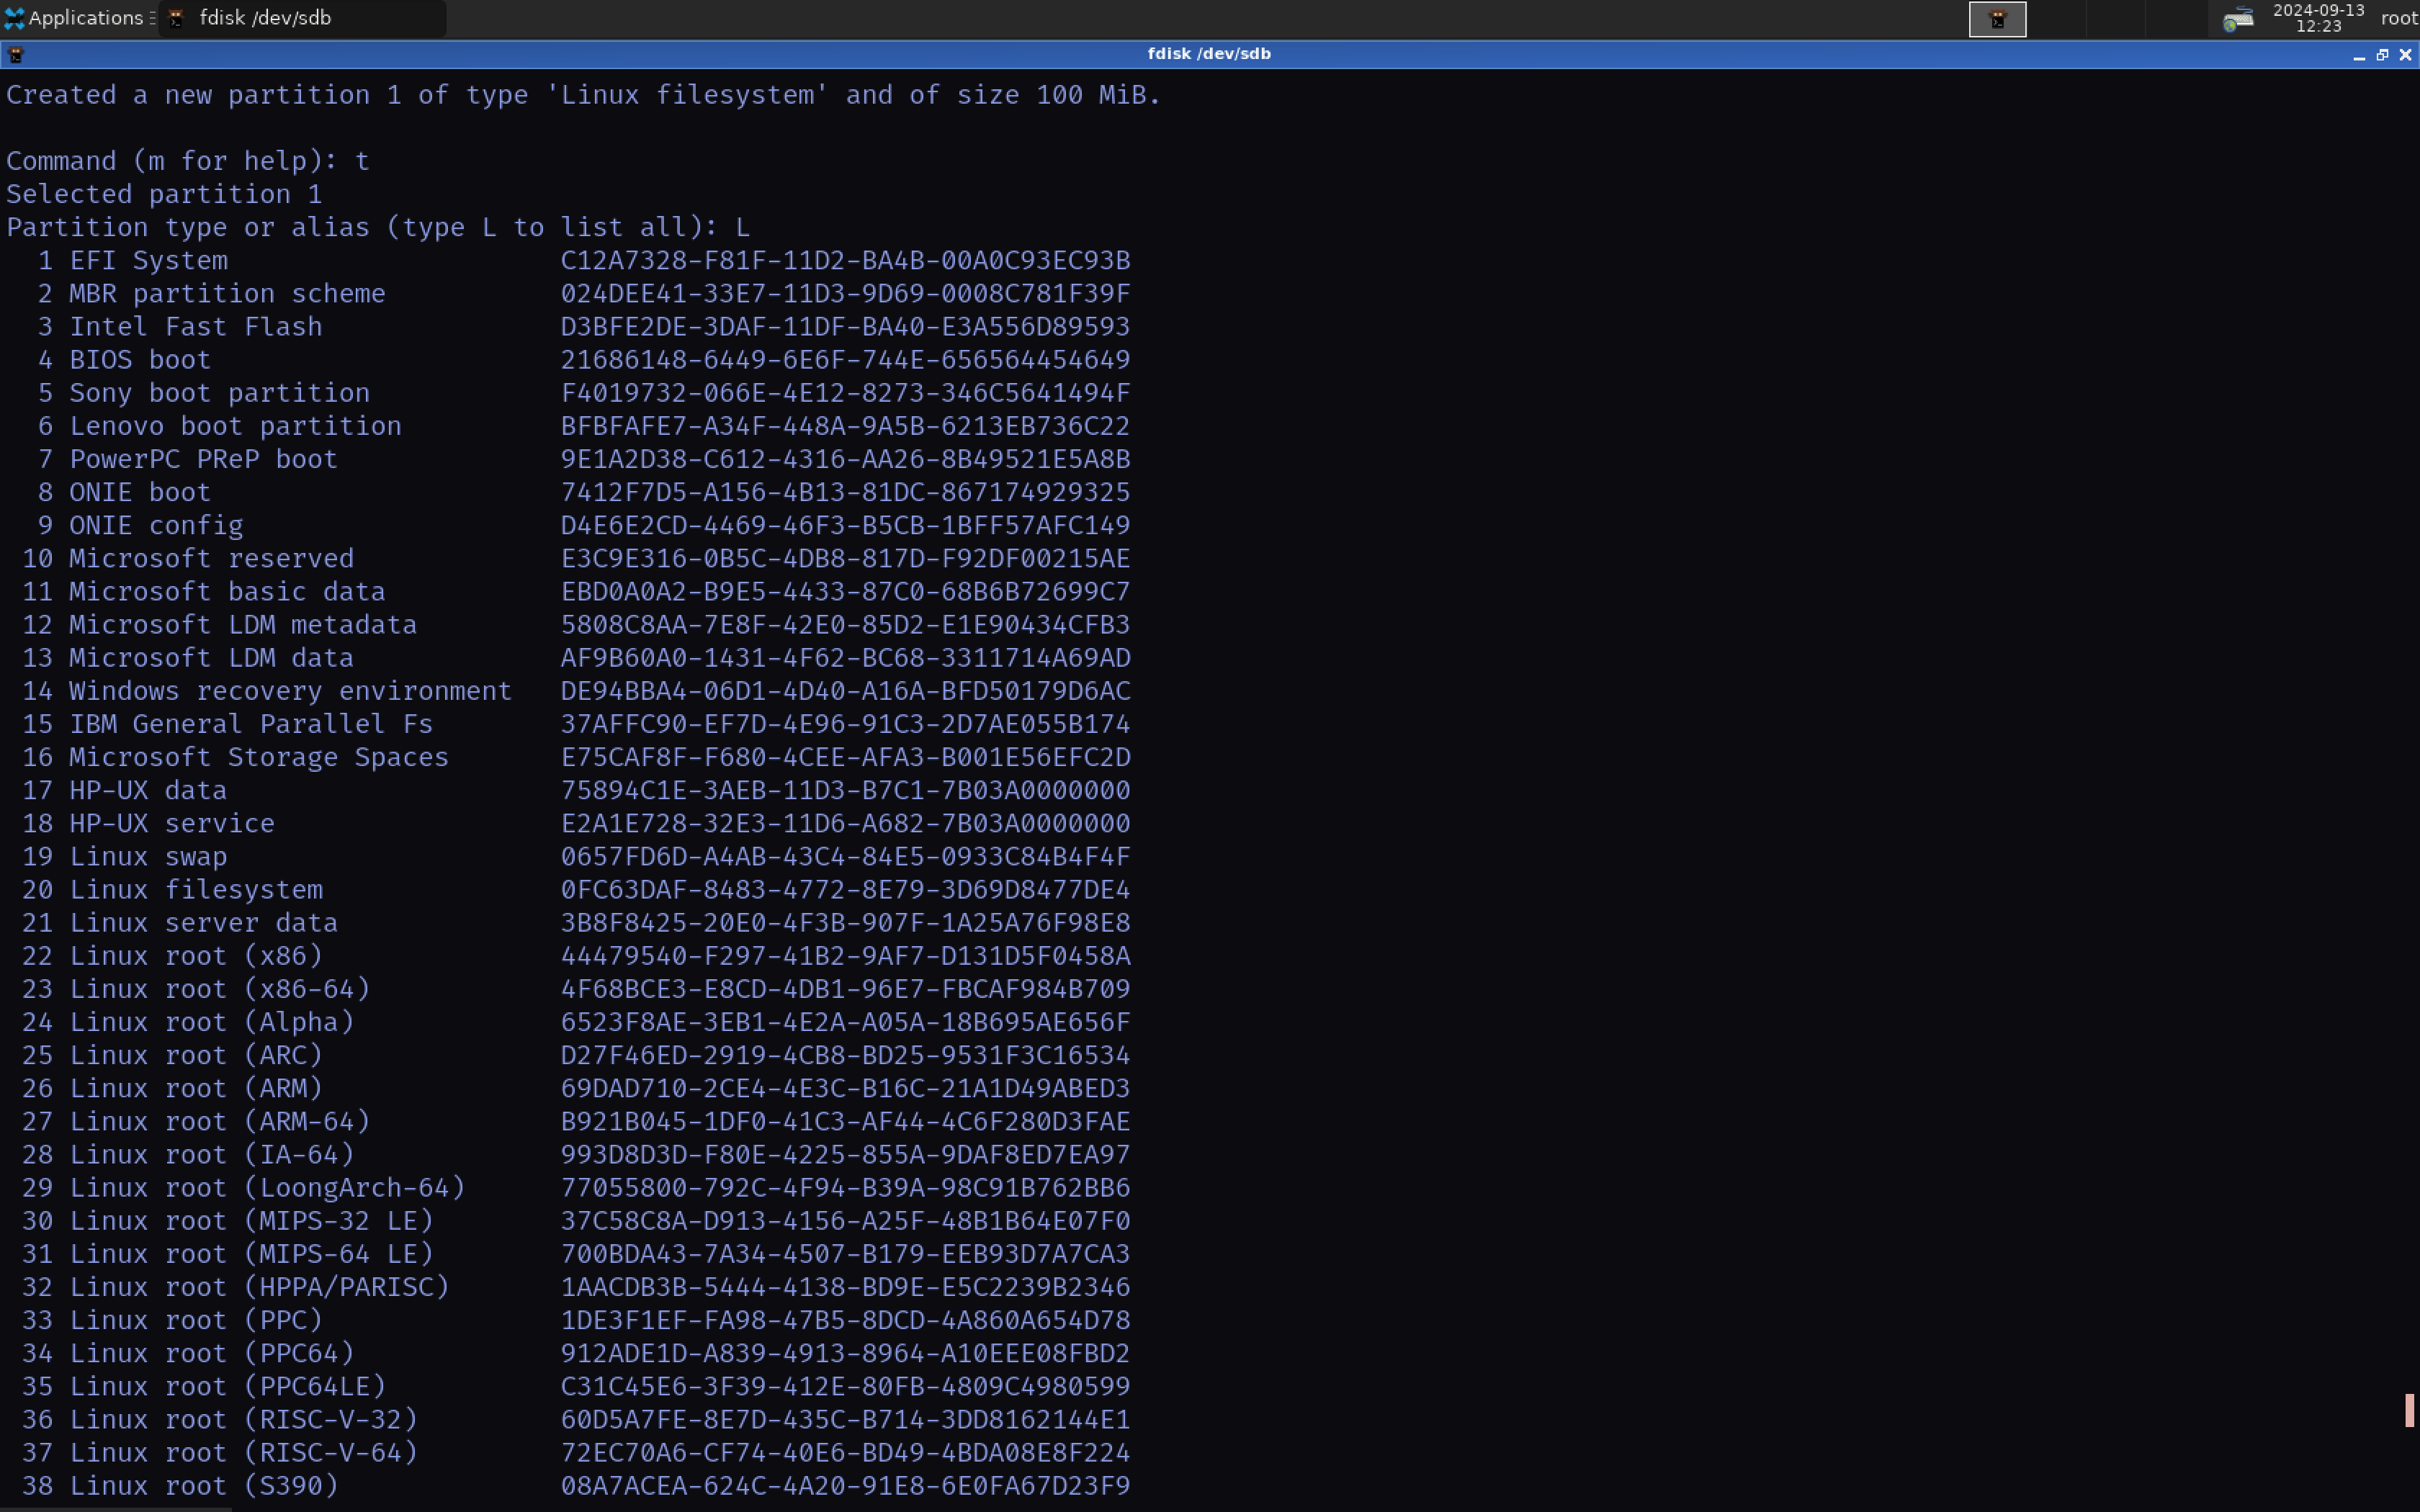 Applications
fdisk /dev/sdb
2024-09-13
12:23
root
fdisk /dev/sdb
Created a new partition 1 of type 'Linux filesystem' and of size 100 MiB.
Command (m for help): t
Selected partition 1
Partition type or alias (type L to list all): L
1 EFI System C12A7328-F81F-11D2-BA4B-00A0C93EC93B
2 MBR partition scheme 024DEE41-33E7-11D3-9D69-0008C781F39F
3 Intel Fast Flash D3BFE2DE-3DAF-11DF-BA40-E3A556D89593
4 BIOS boot 21686148-6449-6E6F-744E-656564454649
5 Sony boot partition F4019732-066E-4E12-8273-346C5641494F
6 Lenovo boot partition BFBFAFE7-A34F-448A-9A5B-6213EB736C22
7 PowerPC PReP boot 9E1A2D38-C612-4316-AA26-8B49521E5A8B
8 ONIE boot 7412F7D5-A156-4B13-81DC-867174929325
9 ONIE config D4E6E2CD-4469-46F3-B5CB-1BFF57AFC149
10 Microsoft reserved E3C9E316-0B5C-4DB8-817D-F92DF00215AE
11 Microsoft basic data EBD0A0A2-B9E5-4433-87C0-68B6B72699C7
12 Microsoft LDM metadata 5808C8AA-7E8F-42E0-85D2-E1E90434CFB3
13 Microsoft LDM data AF9B60A0-1431-4F62-BC68-3311714A69AD
14 Windows recovery environment DE94BBA4-06D1-4D40-A16A-BFD50179D6AC
15 IBM General Parallel Fs 37AFFC90-EF7D-4E96-91C3-2D7AE055B174
16 Microsoft Storage Spaces E75CAF8F-F680-4CEE-AFA3-B001E56EFC2D
17 HP-UX data 75894C1E-3AEB-11D3-B7C1-7B03A0000000
18 HP-UX service E2A1E728-32E3-11D6-A682-7B03A0000000
19 Linux swap 0657FD6D-A4AB-43C4-84E5-0933C84B4F4F
20 Linux filesystem 0FC63DAF-8483-4772-8E79-3D69D8477DE4
21 Linux server data 3B8F8425-20E0-4F3B-907F-1A25A76F98E8
22 Linux root (x86) 44479540-F297-41B2-9AF7-D131D5F0458A
23 Linux root (x86-64) 4F68BCE3-E8CD-4DB1-96E7-FBCAF984B709
24 Linux root (Alpha) 6523F8AE-3EB1-4E2A-A05A-18B695AE656F
25 Linux root (ARC) D27F46ED-2919-4CB8-BD25-9531F3C16534
26 Linux root (ARM) 69DAD710-2CE4-4E3C-B16C-21A1D49ABED3
27 Linux root (ARM-64) B921B045-1DF0-41C3-AF44-4C6F280D3FAE
28 Linux root (IA-64) 993D8D3D-F80E-4225-855A-9DAF8ED7EA97
29 Linux root (LoongArch-64) 77055800-792C-4F94-B39A-98C91B762BB6
30 Linux root (MIPS-32 LE) 37C58C8A-D913-4156-A25F-48B1B64E07F0
31 Linux root (MIPS-64 LE) 700BDA43-7A34-4507-B179-EEB93D7A7CA3
32 Linux root (HPPA/PARISC) 1AACDB3B-5444-4138-BD9E-E5C2239B2346
33 Linux root (PPC) 1DE3F1EF-FA98-47B5-8DCD-4A860A654D78
34 Linux root (PPC64) 912ADE1D-A839-4913-8964-A10EEE08FBD2
35 Linux root (PPC64LE) C31C45E6-3F39-412E-80FB-4809C4980599
36 Linux root (RISC-V-32) 60D5A7FE-8E7D-435C-B714-3DD8162144E1
37 Linux root (RISC-V-64) 72EC70A6-CF74-40E6-BD49-4BDA08E8F224
38 Linux root (S390) 08A7ACEA-624C-4A20-91E8-6E0FA67D23F9